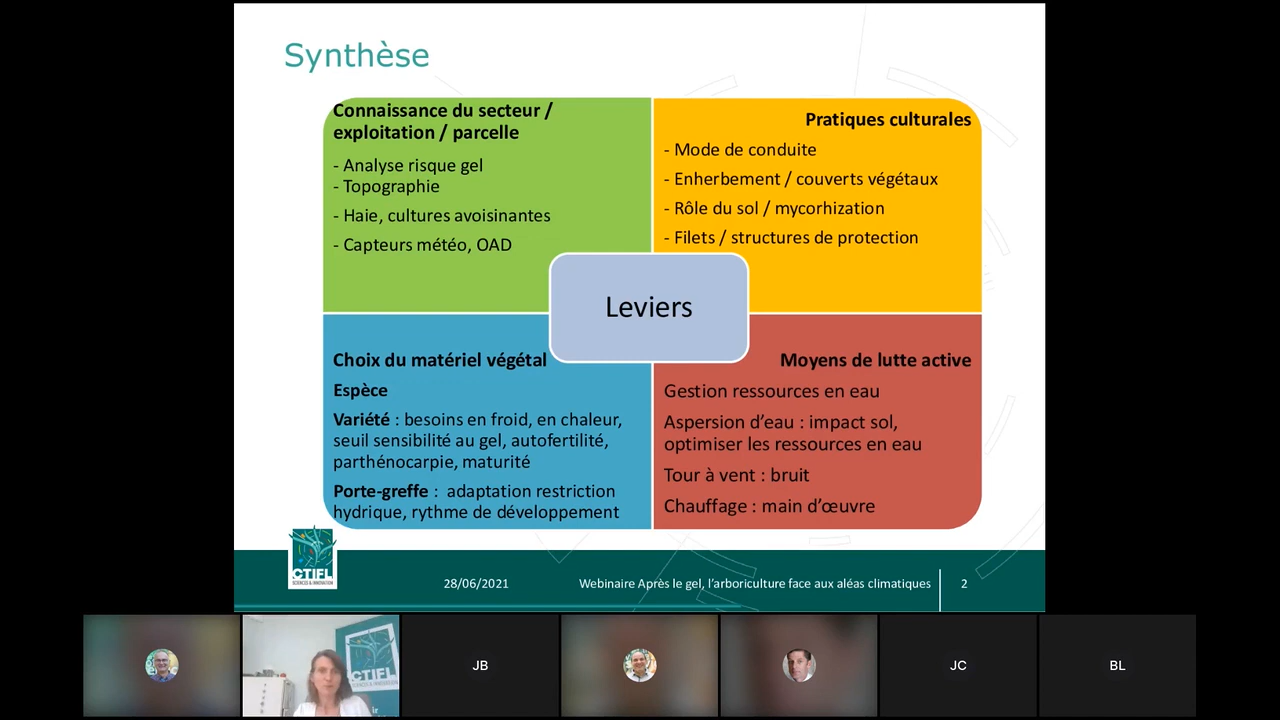 Synthèse
Connaissance du secteur /
exploitation / parcelle
- Analyse risque gel
- Topographie
- Haie, cultures avoisinantes
- Capteurs météo, OAD
Pratiques culturales
- Mode de conduite
- Enherbement / couverts végétaux
- Rôle du sol / mycorhization
- Filets / structures de protection
Leviers
Choix du matériel végétal
Espèce
Variété : besoins en froid, en chaleur,
seuil sensibilité au gel, autofertilité,
parthénocarpie, maturité
Porte-greffe : adaptation restriction
hydrique, rythme de développement
Moyens de lutte active
Gestion ressources en eau
Aspersion d'eau : impact sol,
optimiser les ressources en eau
Tour à vent : bruit
Chauffage : main d'œuvre
CTIFL
SCIENCES & INNOVATION
28/06/2021
Webinaire Après le gel, l'arboriculture face aux aléas climatiques
2
CTIFL
JB
JC
BL